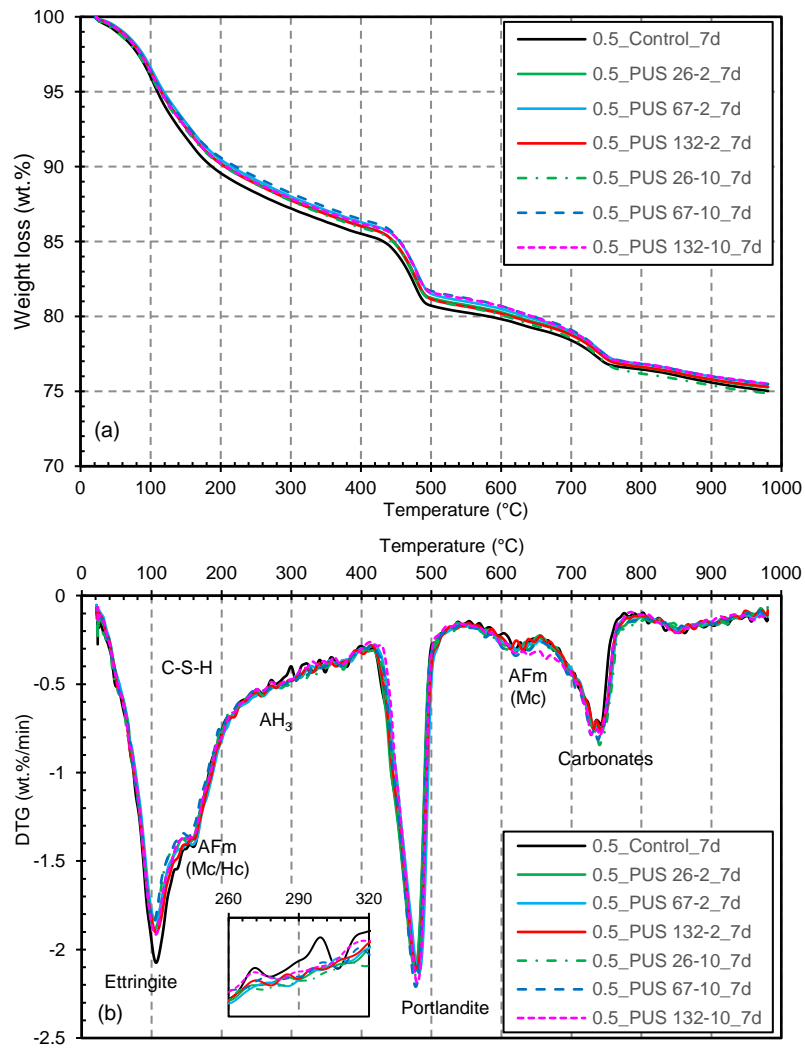 100
95
90
85
80
75
70
Weight loss (wt.%)
0.5_Control_7d
0.5_PUS 26-2_7d
0.5_PUS 67-2_7d
0.5_PUS 132-2_7d
0.5_PUS 26-10_7d
0.5_PUS 67-10_7d
0.5_PUS 132-10_7d
(a)
0 100 200 300 400 500 600 700 800 900 1000
Temperature (°C)
Temperature (°C)
0 100 200 300 400 500 600 700 800 900 1000
0
-0.5
-1
-1.5
-2
-2.5
DTG (wt.%/min)
C-S-H
AH3
AFm
(Mc)
Carbonates
AFm
(Mc/Hc)
260 290 320
Ettringite
Portlandite
(b)
0.5_Control_7d
0.5_PUS 26-2_7d
0.5_PUS 67-2_7d
0.5_PUS 132-2_7d
0.5_PUS 26-10_7d
0.5_PUS 67-10_7d
0.5_PUS 132-10_7d